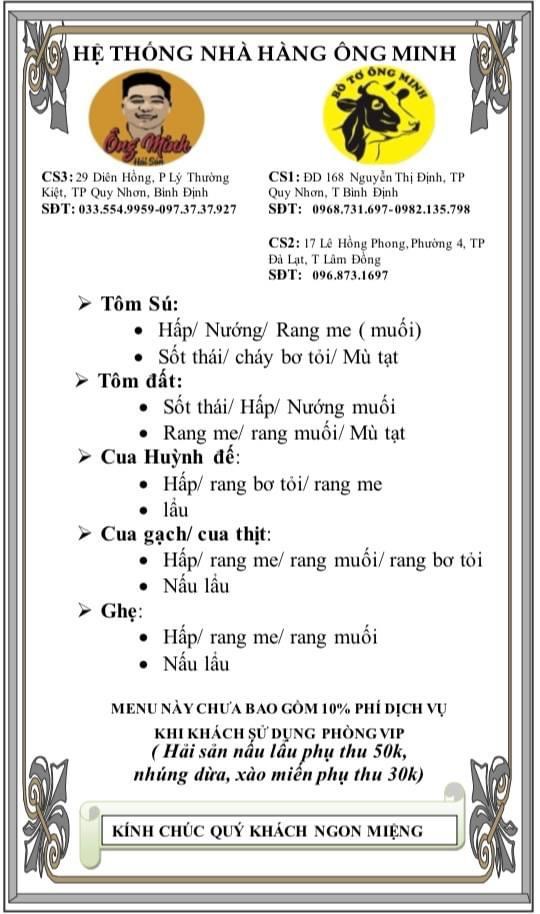 HỆ THỐNG NHÀ HÀNG ÔNG MINH
Ông Minh
Hải Sản
BÒ TƠ ÔNG MINH
CS3: 29 Diên Hồng, P Lý Thường
Kiệt, TP Quy Nhơn, Bình Định
SĐT: 033.554.9959-097.37.37.927
CS1: ĐD 168 Nguyễn Thị Định, TP
Quy Nhơn, T Bình Định
SĐT: 0968.731.697-0982.135.798
CS2: 17 Lê Hồng Phong, Phường 4, TP
Đà Lạt, T Lâm Đồng
SĐT: 096.873.1697
➢ Tôm Sú:
• Hấp/ Nướng/ Rang me ( muối)
• Sốt thái/ cháy bơ tỏi/ Mù tạt
➢ Tôm đất:
• Sốt thái/ Hấp/ Nướng muối
• Rang me/ rang muối/ Mù tạt
➢ Cua Huỳnh đế:
• Hấp/ rang bơ tỏi/ rang me
• lẩu
➢ Cua gạch/ cua thịt:
• Hấp/ rang me/ rang muối/ rang bơ tỏi
• Nấu lẩu
➢ Ghẹ:
• Hấp/ rang me/ rang muối
• Nấu lẩu
MENU NÀY CHƯA BAO GỒM 10% PHÍ DỊCH VỤ
KHI KHÁCH SỬ DỤNG PHÒNG VIP
( Hải sản nấu lẩu phụ thu 50k,
nhúng dừa, xào miến phụ thu 30k)
KÍNH CHÚC QUÝ KHÁCH NGON MIỆNG